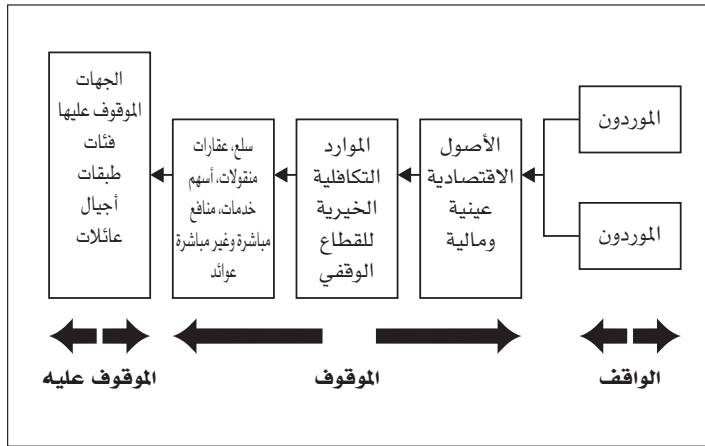 الموردون
الموردون
الأصول
الاقتصادية
عينية
ومالية
الموارد
التكافلية
الخيرية
للقطاع
الوقفي
سلع، عقارات
منقولات، أسهم
خدمات، منافع
مباشرة وغير مباشرة
عوائد
الجهات
الموقوف عليها
فئات
طبقات
أجيال
عائلات
الواقف
الموقوف
الموقوف عليه